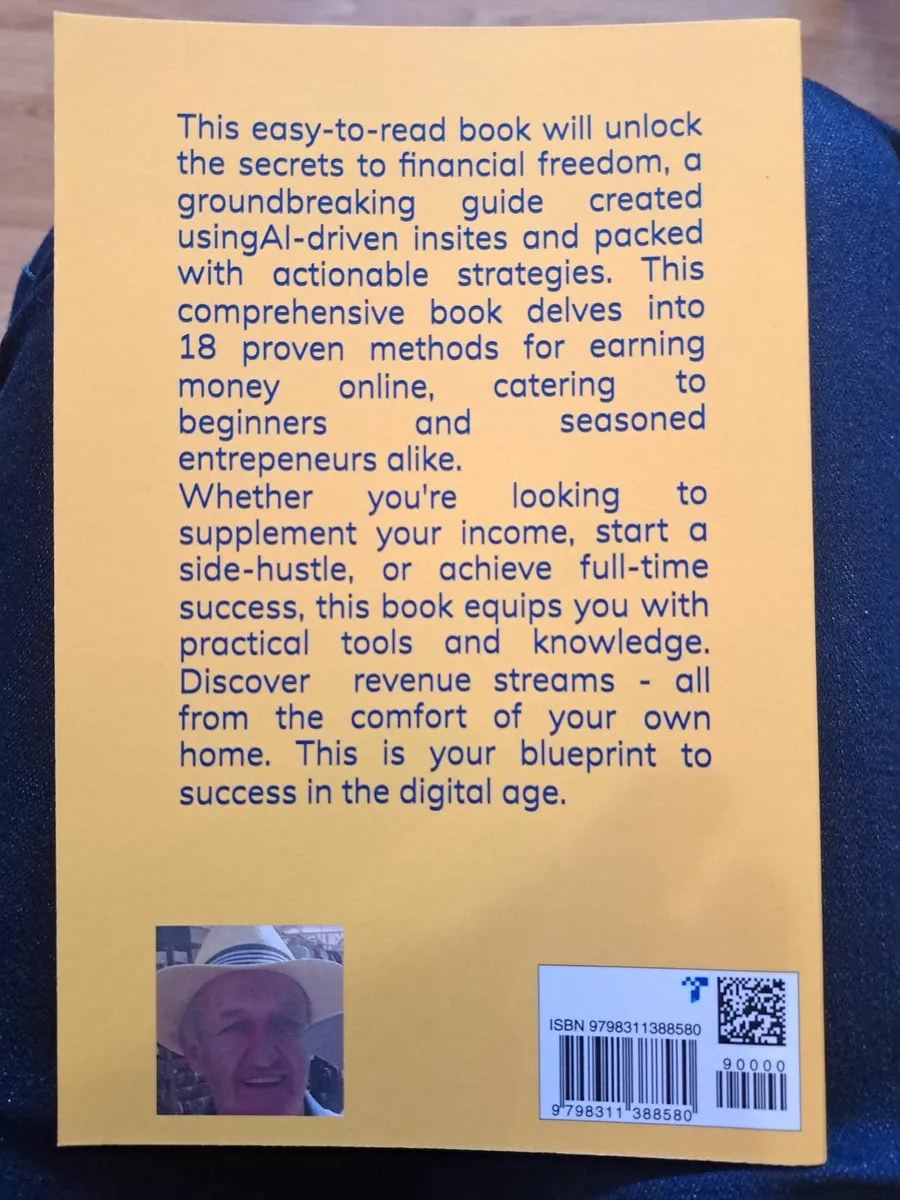 This easy-to-read book will unlock
the secrets to financial freedom, a
groundbreaking guide created
usingAI-driven insites and packed
with actionable strategies. This
comprehensive book delves into
18 proven methods for earning
money online, catering to
beginners and seasoned
entrepeneurs alike.
Whether you're looking to
supplement your income, start a
side-hustle, or achieve full-time
success, this book equips you with
practical tools and knowledge.
Discover revenue streams - all
from the comfort of your own
home. This is your blueprint to
success in the digital age.
ISBN 9798311388580
90000
9 798311 388580